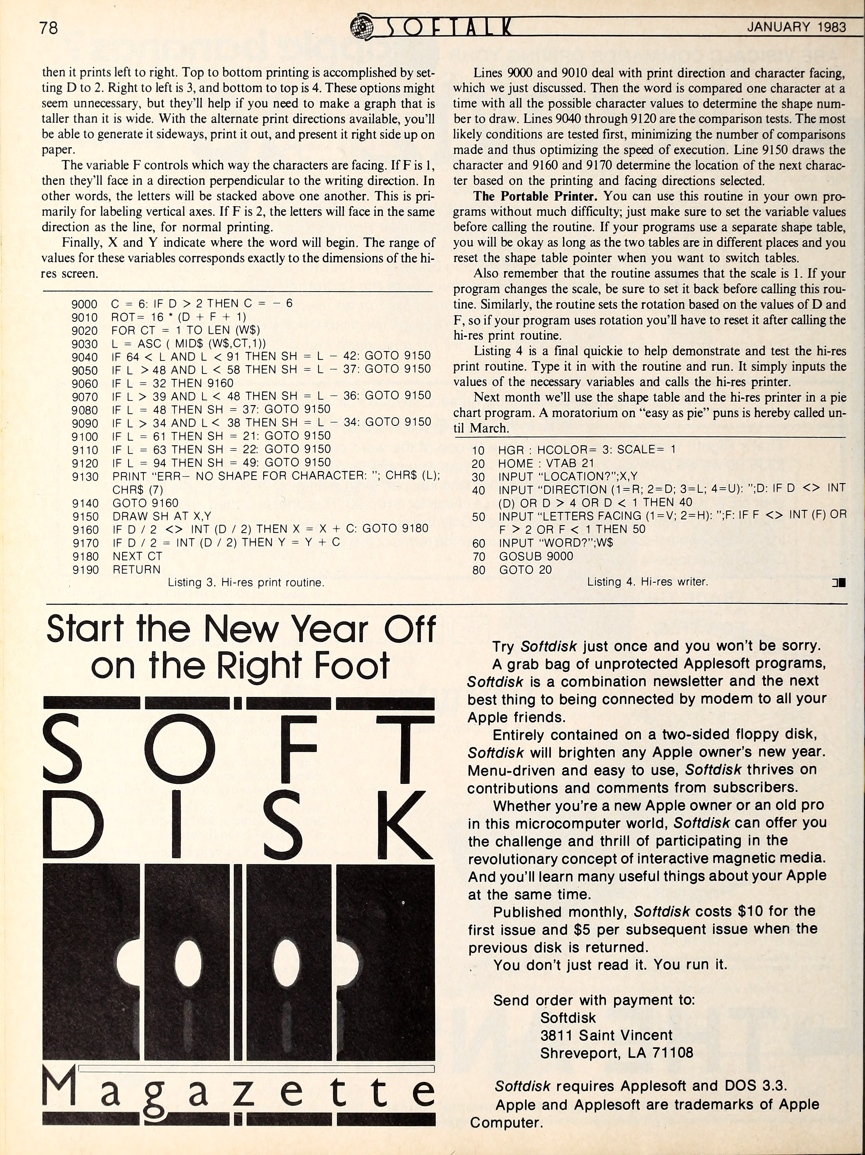 78
SOFTALK
JANUARY 1983
then it prints left to right. Top to bottom printing is accomplished by set-
ting D to 2. Right to left is 3, and bottom to top is 4. These options might
seem unnecessary, but they'll help if you need to make a graph that is
taller than it is wide. With the alternate print directions available, you'll
be able to generate it sideways, print it out, and present it right side up on
paper.
The variable F controls which way the characters are facing. If F is 1,
then they'll face in a direction perpendicular to the writing direction. In
other words, the letters will be stacked above one another. This is pri-
marily for labeling vertical axes. If F is 2, the letters will face in the same
direction as the line, for normal printing.
Finally, X and Y indicate where the word will begin. The range of
values for these variables corresponds exactly to the dimensions of the hi-
res screen.
9000 C = 6: IF D > 2 THEN C = – 6
9010 ROT= 16 * (D + F + 1)
9020 FOR CT = 1 TO LEN (W$)
9030 L = ASC ( MID$ (W$,CT,1))
9040 IF 64 < L AND L < 91 THEN SH = L – 42: GOTO 9150
9050 IF L > 48 AND L < 58 THEN SH = L – 37: GOTO 9150
9060 IF L = 32 THEN 9160
9070 IF L > 39 AND L < 48 THEN SH = L – 36: GOTO 9150
9080 IF L = 48 THEN SH = 37: GOTO 9150
9090 IF L > 34 AND L < 38 THEN SH = L – 34: GOTO 9150
9100 IF L = 61 THEN SH = 21: GOTO 9150
9110 IF L = 63 THEN SH = 22: GOTO 9150
9120 IF L = 94 THEN SH = 49: GOTO 9150
9130 PRINT "ERR– NO SHAPE FOR CHARACTER: "; CHR$ (L);
CHR$ (7)
9140 GOTO 9160
9150 DRAW SH AT X,Y
9160 IF D / 2 <> INT (D / 2) THEN X = X + C: GOTO 9180
9170 IF D / 2 = INT (D / 2) THEN Y = Y + C
9180 NEXT CT
9190 RETURN
Listing 3. Hi-res print routine.
Lines 9000 and 9010 deal with print direction and character facing,
which we just discussed. Then the word is compared one character at a
time with all the possible character values to determine the shape num-
ber to draw. Lines 9040 through 9120 are the comparison tests. The most
likely conditions are tested first, minimizing the number of comparisons
made and thus optimizing the speed of execution. Line 9150 draws the
character and 9160 and 9170 determine the location of the next charac-
ter based on the printing and facing directions selected.
The Portable Printer. You can use this routine in your own pro-
grams without much difficulty; just make sure to set the variable values
before calling the routine. If your programs use a separate shape table,
you will be okay as long as the two tables are in different places and you
reset the shape table pointer when you want to switch tables.
Also remember that the routine assumes that the scale is 1. If your
program changes the scale, be sure to set it back before calling this rou-
tine. Similarly, the routine sets the rotation based on the values of D and
F, so if your program uses rotation you'll have to reset it after calling the
hi-res print routine.
Listing 4 is a final quickie to help demonstrate and test the hi-res
print routine. Type it in with the routine and run. It simply inputs the
values of the necessary variables and calls the hi-res printer.
Next month we'll use the shape table and the hi-res printer in a pie
chart program. A moratorium on "easy as pie" puns is hereby called un-
til March.
10 HGR : HCOLOR= 3: SCALE= 1
20 HOME : VTAB 21
30 INPUT "LOCATION?";X,Y
40 INPUT "DIRECTION (1=R; 2=D; 3=L; 4=U): ";D: IF D <> INT
(D) OR D > 4 OR D < 1 THEN 40
50 INPUT "LETTERS FACING (1=V; 2=H): ";F: IF F <> INT (F) OR
F > 2 OR F < 1 THEN 50
60 INPUT "WORD?";W$
70 GOSUB 9000
80 GOTO 20
Listing 4. Hi-res writer.
Start the New Year Off
on the Right Foot
SOFT
DISK
Magazette
Try Softdisk just once and you won't be sorry.
A grab bag of unprotected Applesoft programs,
Softdisk is a combination newsletter and the next
best thing to being connected by modem to all your
Apple friends.
Entirely contained on a two-sided floppy disk,
Softdisk will brighten any Apple owner's new year.
Menu-driven and easy to use, Softdisk thrives on
contributions and comments from subscribers.
Whether you're a new Apple owner or an old pro
in this microcomputer world, Softdisk can offer you
the challenge and thrill of participating in the
revolutionary concept of interactive magnetic media.
And you'll learn many useful things about your Apple
at the same time.
Published monthly, Softdisk costs $10 for the
first issue and $5 per subsequent issue when the
previous disk is returned.
You don't just read it. You run it.
Send order with payment to:
Softdisk
3811 Saint Vincent
Shreveport, LA 71108
Softdisk requires Applesoft and DOS 3.3.
Apple and Applesoft are trademarks of Apple
Computer.